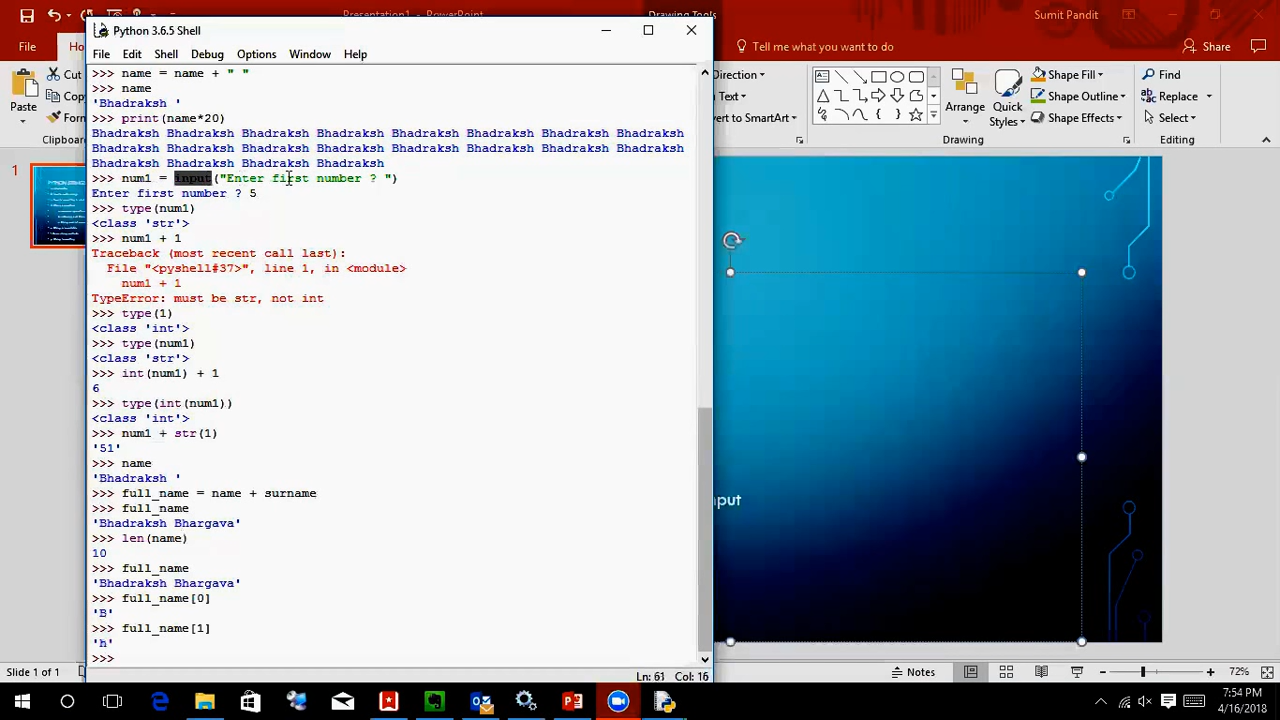 Presentation1 - PowerPoint
Drawing Tools
Sumit Pandit
Python 3.6.5 Shell
File
Tell me what you want to do
Share
File Edit Shell Debug Options Window Help
>>> name = name + " "
>>> name
'Bhadraksh '
>>> print(name*20)
Bhadraksh Bhadraksh Bhadraksh Bhadraksh Bhadraksh Bhadraksh Bhadraksh Bhadraksh
Bhadraksh Bhadraksh Bhadraksh Bhadraksh Bhadraksh Bhadraksh Bhadraksh Bhadraksh
Bhadraksh Bhadraksh Bhadraksh Bhadraksh
>>> num1 = input("Enter first number ? ")
Enter first number ? 5
>>> type(num1)
<class 'str'>
>>> num1 + 1
Traceback (most recent call last):
File "<pyshell#37>", line 1, in <module>
num1 + 1
TypeError: must be str, not int
>>> type(1)
<class 'int'>
>>> type(num1)
<class 'str'>
>>> int(num1) + 1
6
>>> type(int(num1))
<class 'int'>
>>> num1 + str(1)
'51'
>>> name
'Bhadraksh '
>>> full_name = name + surname
>>> full_name
'Bhadraksh Bhargava'
>>> len(name)
10
>>> full_name
'Bhadraksh Bhargava'
>>> full_name[0]
'B'
>>> full_name[1]
'h'
>>>
Ln: 61 Col: 16
Cut
Paste
Clipboard
1
Direction
Text
vert to SmartArt
Arrange
Quick
Styles
Shape Fill
Shape Outline
Shape Effects
Drawing
Find
Replace
Select
Editing
nput
Slide 1 of 1
Notes
72%
7:54 PM
4/16/2018